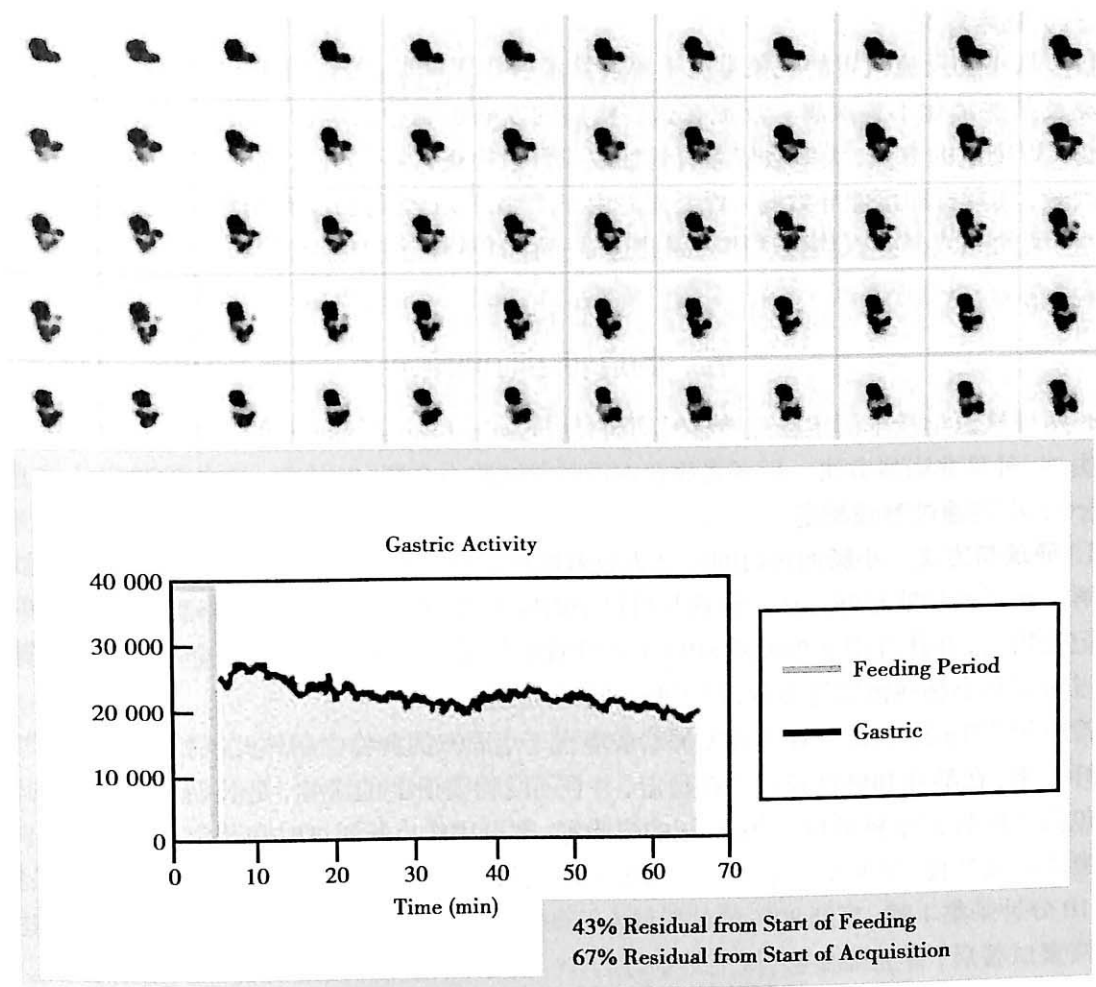 Gastric Activity
40 000
30 000
20 000
10 000
0
0 10 20 30 40 50 60 70
Time (min)
Feeding Period
Gastric
43% Residual from Start of Feeding
67% Residual from Start of Acquisition